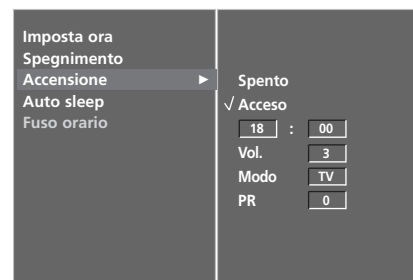 Imposta ora
Spegnimento
Accensione ►
Auto sleep
Fuso orario
Spento
√ Acceso
18 : 00
Vol. 3
Modo TV
PR 0